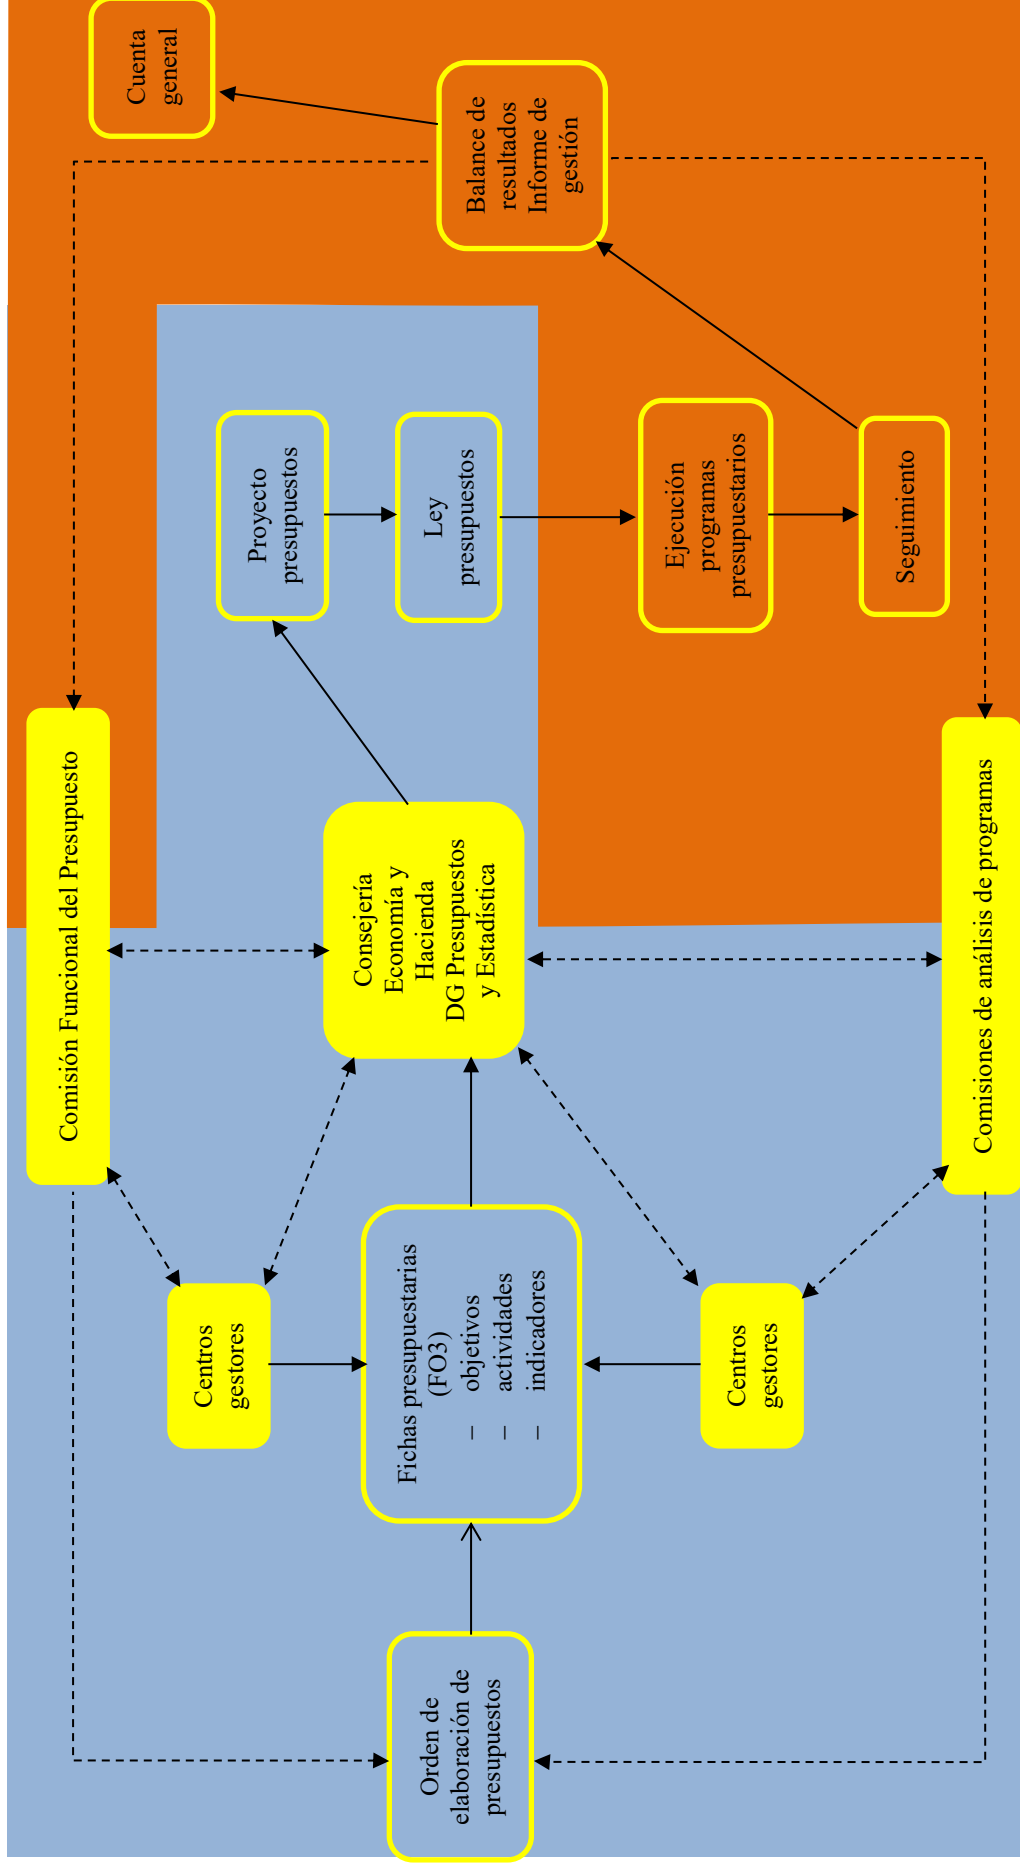 Comisión Funcional del Presupuesto
Cuenta
general
Centros
gestores
Proyecto
presupuestos
Orden de
elaboración de
presupuestos
Fichas presupuestarias
(FO3)
– objetivos
– actividades
– indicadores
Consejería
Economía y
Hacienda
DG Presupuestos
y Estadística
Ley
presupuestos
Balance de
resultados
Informe de
gestión
Centros
gestores
Ejecución
programas
presupuestarios
Seguimiento
Comisiones de análisis de programas